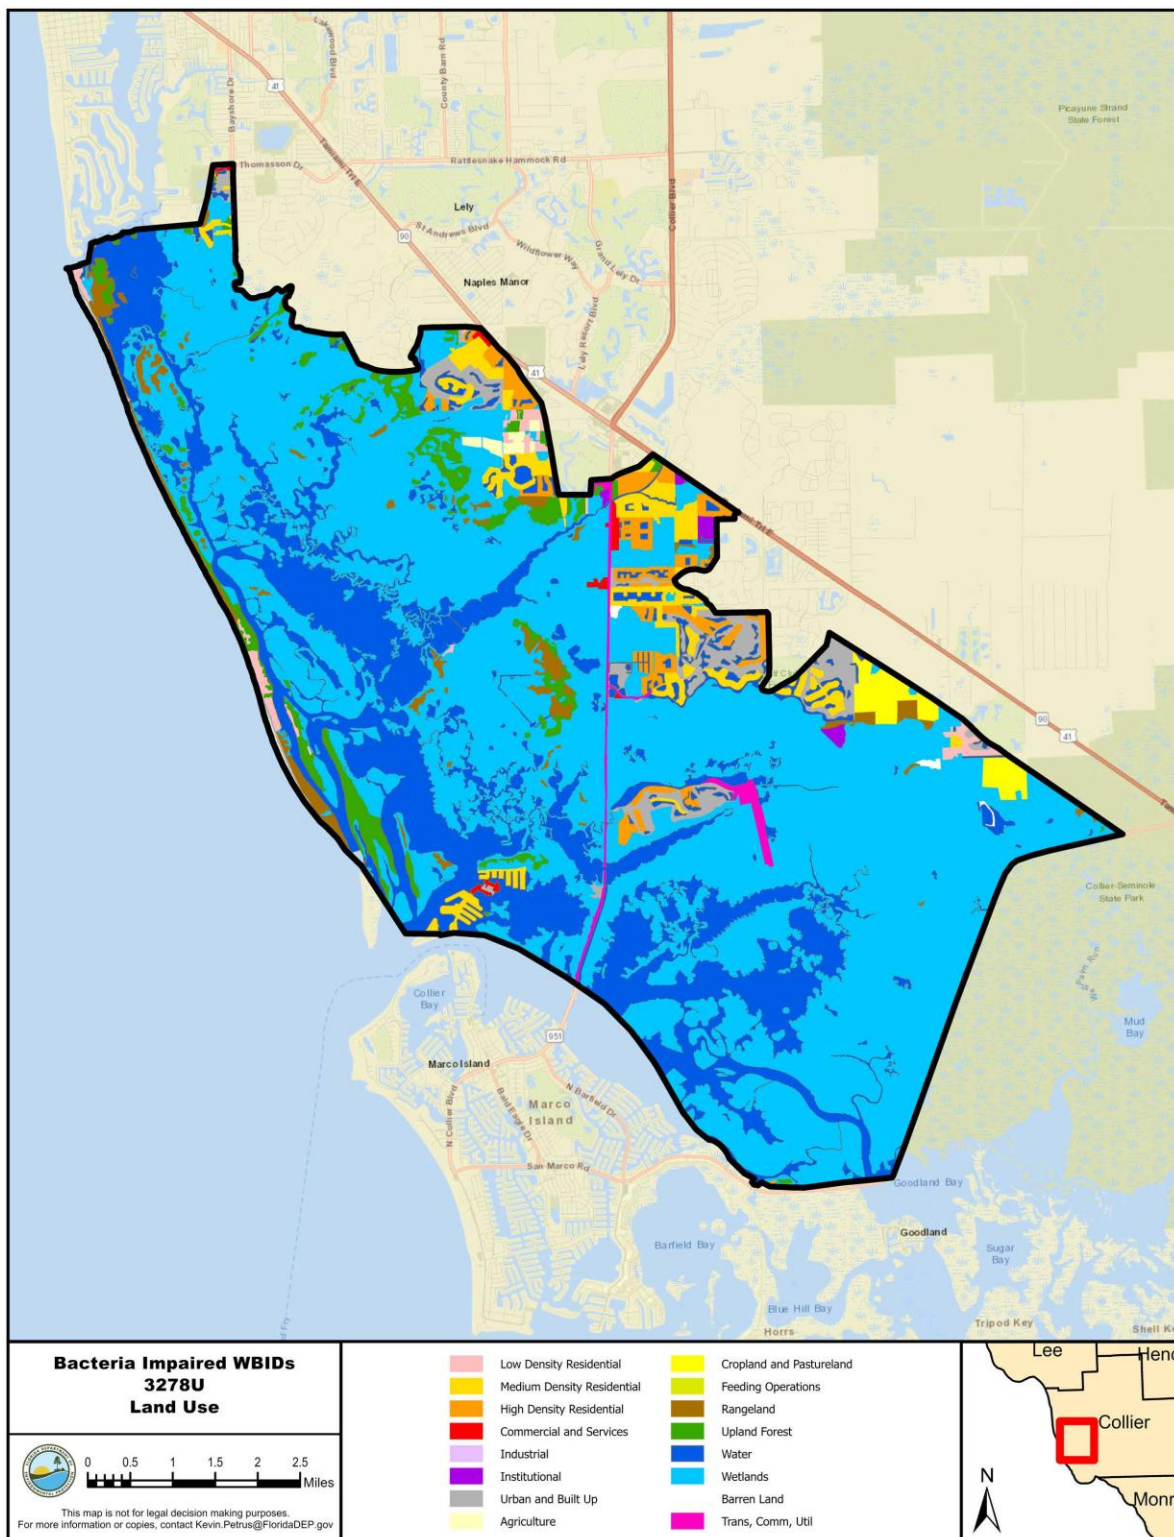 Lakewood Blvd
Bayshore Dr
County Barn Rd
41
Picayune Strand
State Forest
Thomasson Dr
Tamiami Trl E
Rattlesnake Hammock Rd
Collier Blvd
Lely
St Andrews Blvd
90
Wildflower Way
Grand Lely Dr
Naples Manor
Lely Resort Blvd
41
90
41
Collier-Seminole
State Park
Mud
Bay
Collier
Bay
951
Marco Island
N Collier Blvd
Bald Eagle Dr
N Barfield Dr
Marco
Island
San Marco Rd
Goodland Bay
Goodland
Barfield Bay
Sugar
Bay
Blue Hill Bay
Tripod Key
Shell K
Horrs
Bacteria Impaired WBIDs
3278U
Land Use
0 0.5 1 1.5 2 2.5
Miles
This map is not for legal decision making purposes.
For more information or copies, contact Kevin.Petrus@FloridaDEP.gov
Low Density Residential
Medium Density Residential
High Density Residential
Commercial and Services
Industrial
Institutional
Urban and Built Up
Agriculture
Cropland and Pastureland
Feeding Operations
Rangeland
Upland Forest
Water
Wetlands
Barren Land
Trans, Comm, Util
Lee
Hend
Collier
Monr
N